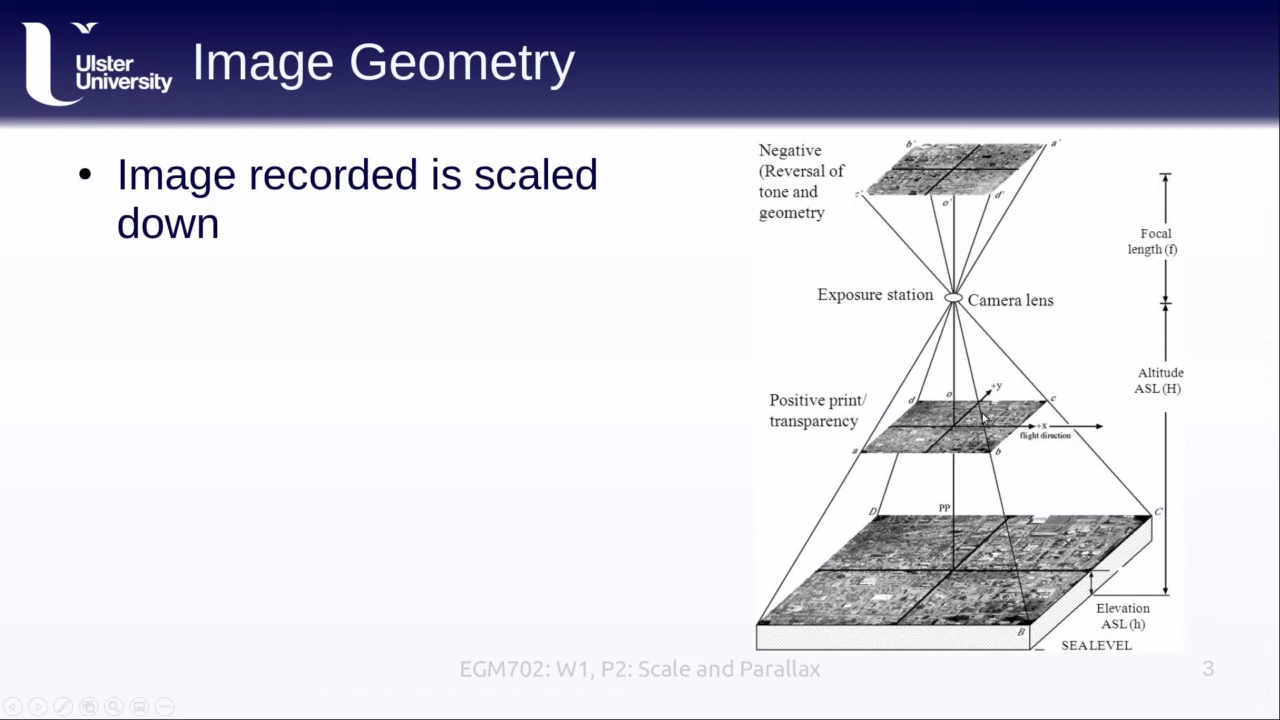 Ulster
University
Image Geometry
• Image recorded is scaled
down
Negative
(Reversal of
tone and
geometry
b'
a'
c'
o'
d'
Focal
length (f)
Exposure station
Camera lens
Altitude
ASL (H)
Positive print/
transparency
+y
d
o
c
+x
flight direction
a
b
D
PP
C
B
Elevation
ASL (h)
SEA LEVEL
EGM702: W1, P2: Scale and Parallax
3